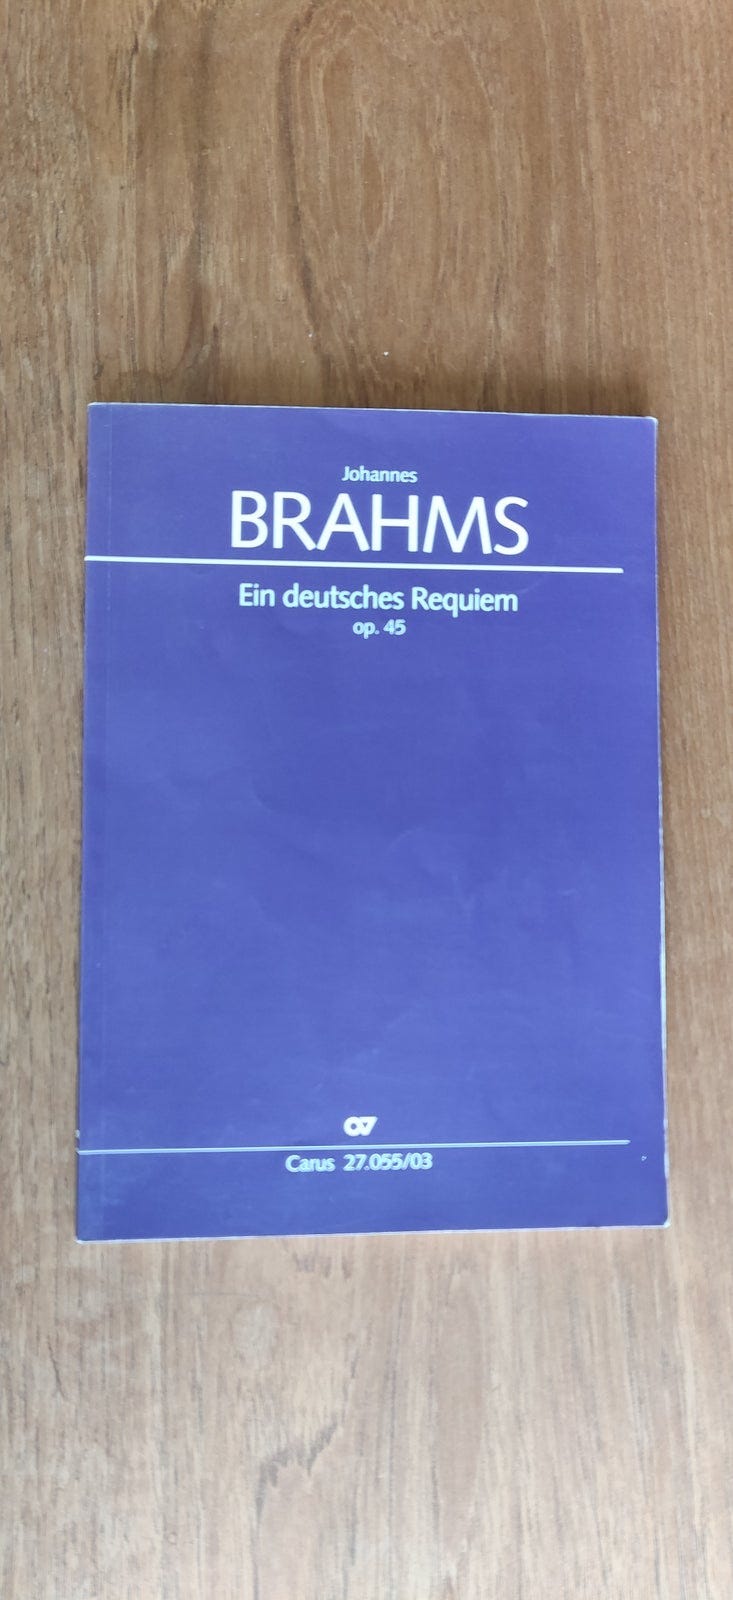 Johannes
BRAHMS
Ein deutsches Requiem
op. 45
Carus 27.055/03